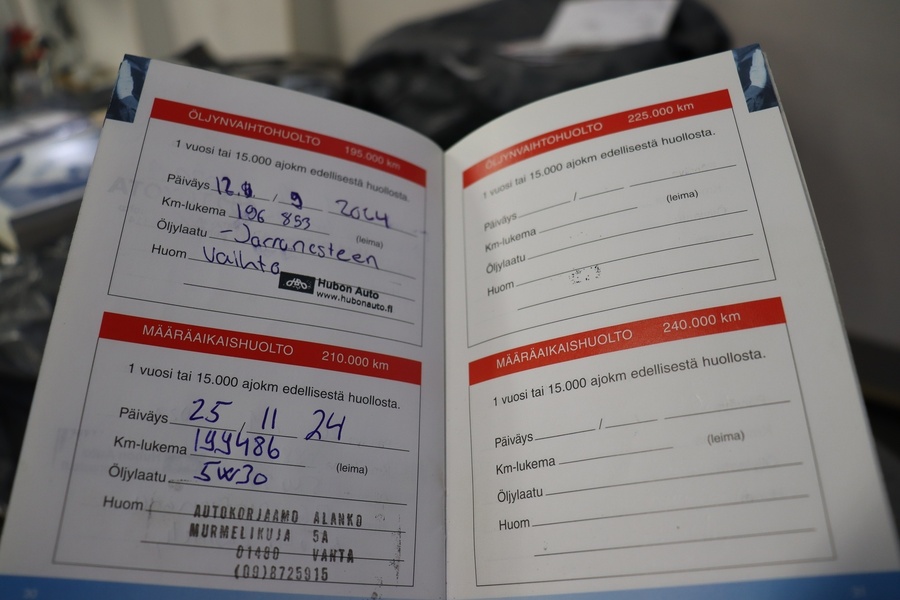 ÖLJYNVAIHTOHUOLTO 195.000 km
1 vuosi tai 15.000 ajokm edellisestä huollosta.
Päiväys 12.8 / 9 2024
Km-lukema 196 853 (leima)
Öljylaatu - Jarrunesteen
Huom vaihto
Hubon Auto
www.hubonauto.fi
MÄÄRÄAIKAISHUOLTO 210.000 km
1 vuosi tai 15.000 ajokm edellisestä huollosta.
Päiväys 25 / 11 24
Km-lukema 199486 (leima)
Öljylaatu 5w30
Huom
AUTOKORJAAMO ALANKO
MURMELIKUJA 5A
01480 VANTA
(09)8725915
ÖLJYNVAIHTOHUOLTO 225.000 km
1 vuosi tai 15.000 ajokm edellisestä huollosta.
Päiväys /
Km-lukema (leima)
Öljylaatu
Huom
MÄÄRÄAIKAISHUOLTO 240.000 km
1 vuosi tai 15.000 ajokm edellisestä huollosta.
Päiväys /
Km-lukema (leima)
Öljylaatu
Huom